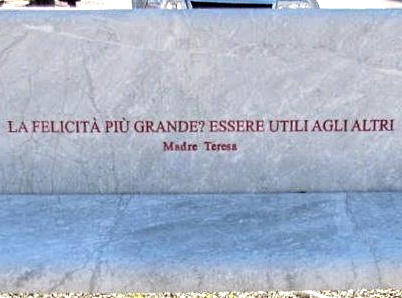 LA FELICITÀ PIÙ GRANDE? ESSERE UTILI AGLI ALTRI
Madre Teresa